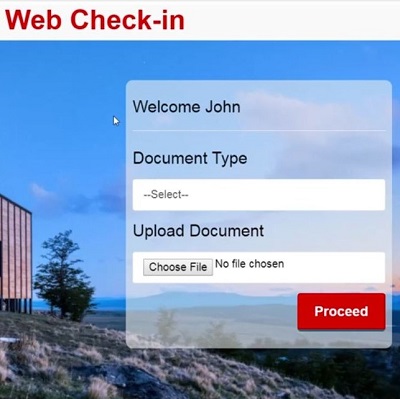 Web Check-in
Welcome John
Document Type
--Select--
Upload Document
Choose File No file chosen
Proceed